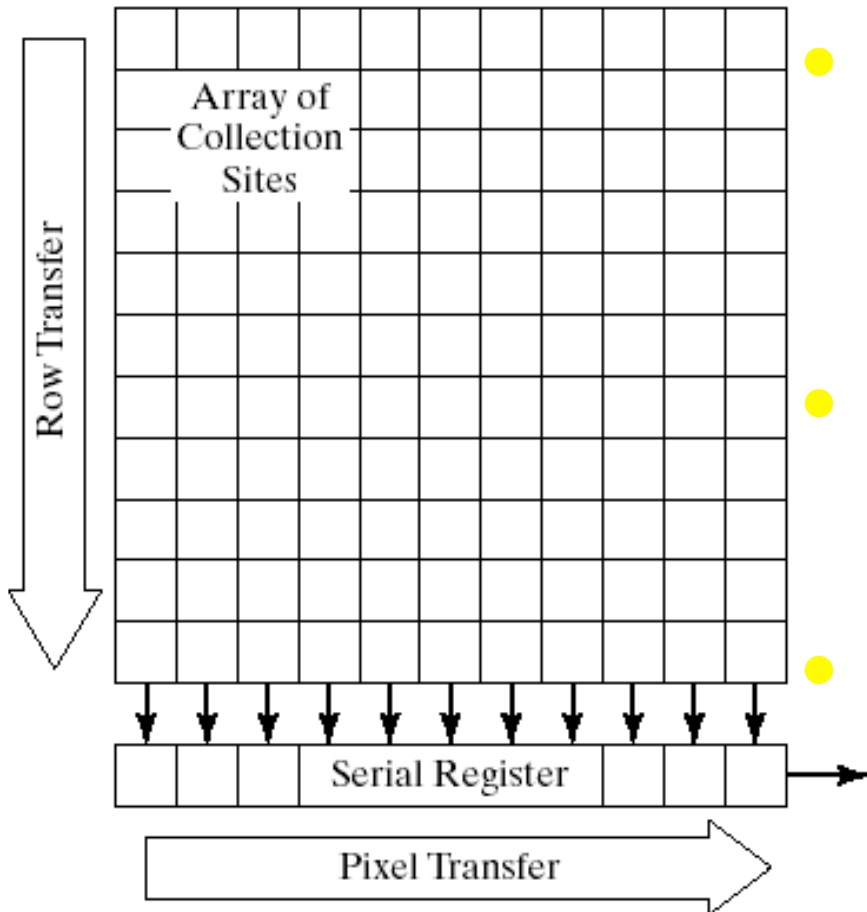 Array of
Collection
Sites
Row Transfer
Serial Register
Pixel Transfer